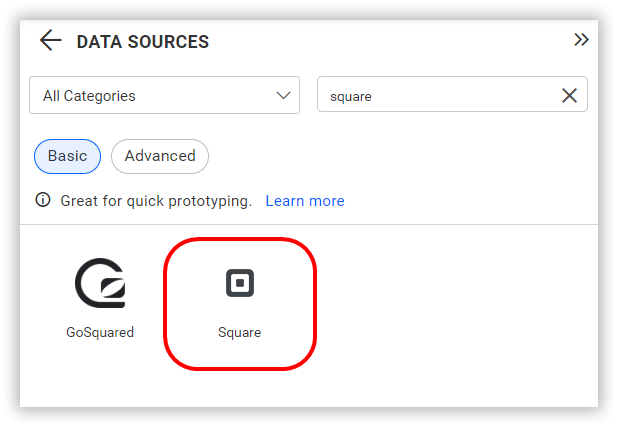 DATA SOURCES
All Categories
square
Basic
Advanced
Great for quick prototyping. Learn more
GoSquared
Square